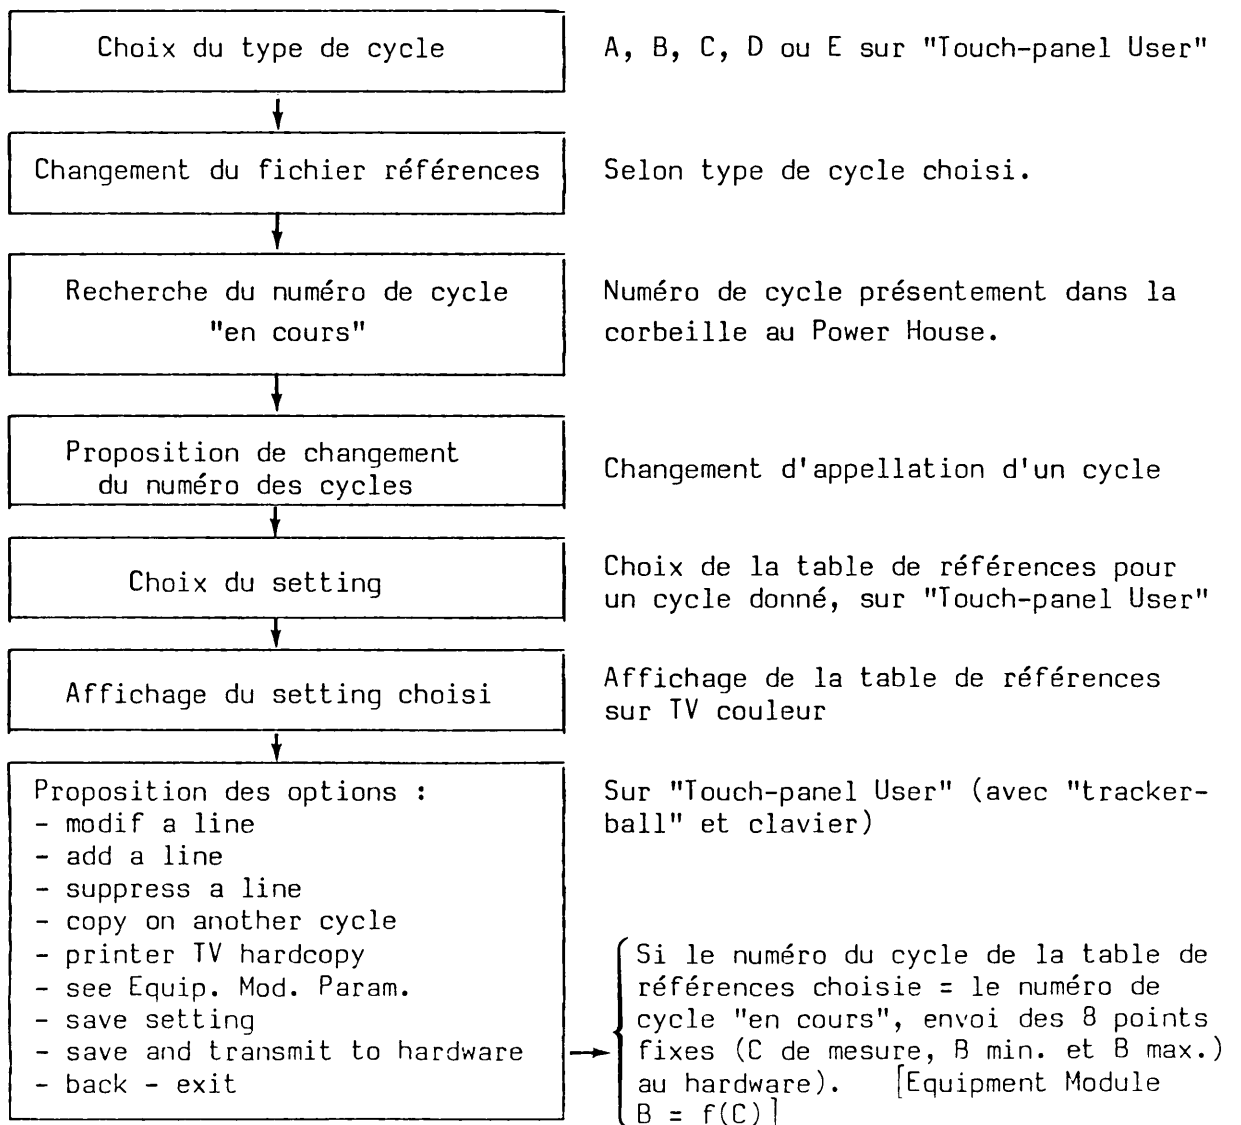 Choix du type de cycle
A, B, C, D ou E sur "Touch-panel User"
Changement du fichier références
Selon type de cycle choisi.
Recherche du numéro de cycle
"en cours"
Numéro de cycle présentement dans la
corbeille au Power House.
Proposition de changement
du numéro des cycles
Changement d'appellation d'un cycle
Choix du setting
Choix de la table de références pour
un cycle donné, sur "Touch-panel User"
Affichage du setting choisi
Affichage de la table de références
sur TV couleur
Proposition des options :
- modif a line
- add a line
- suppress a line
- copy on another cycle
- printer TV hardcopy
- see Equip. Mod. Param.
- save setting
- save and transmit to hardware
- back - exit
Sur "Touch-panel User" (avec "tracker-
ball" et clavier)
Si le numéro du cycle de la table de
références choisie = le numéro de
cycle "en cours", envoi des 8 points
fixes (C de mesure, B min. et B max.)
au hardware). [Equipment Module
B = f(C)]